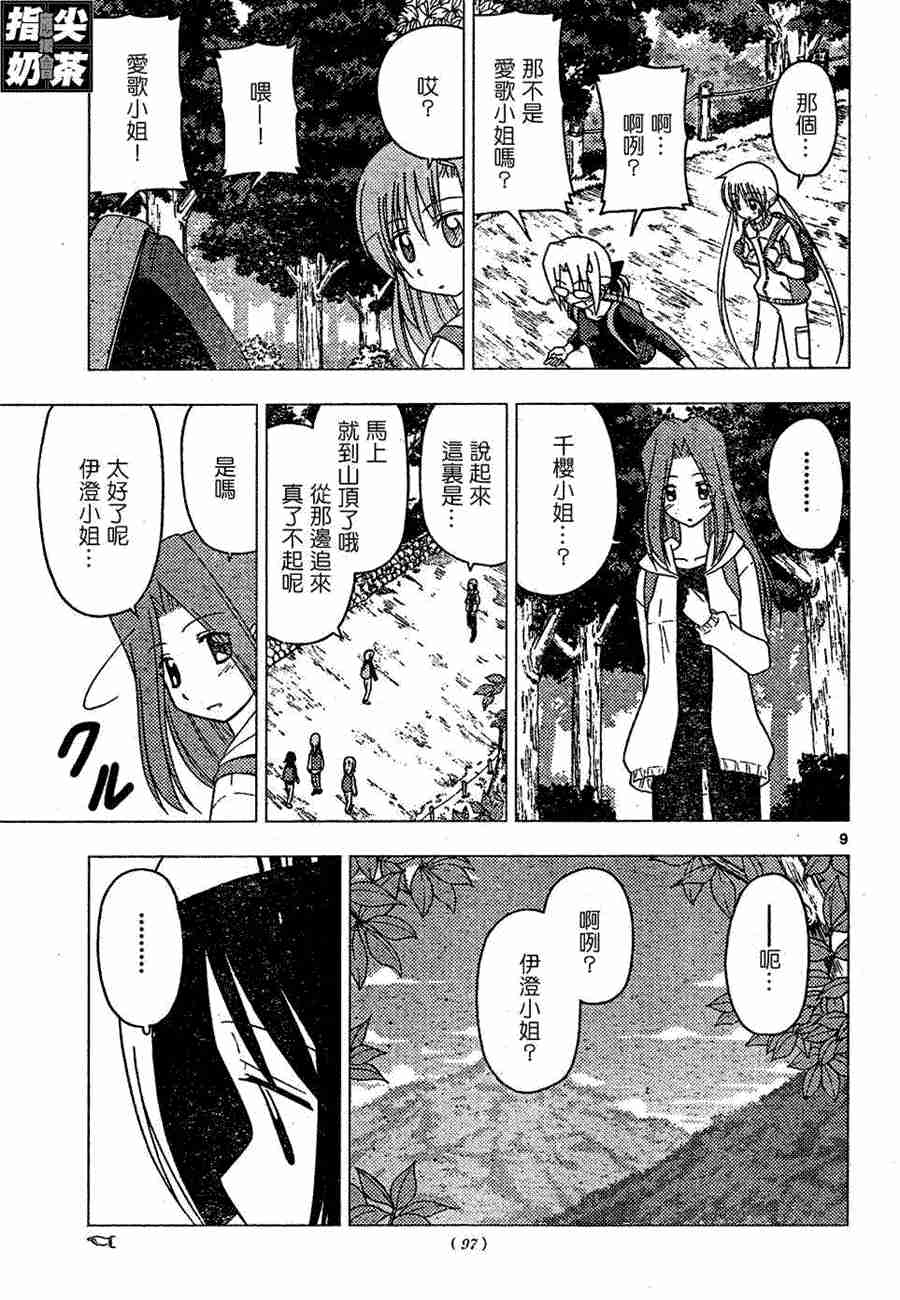 那個…
啊…
啊咧？
那不是
愛歌小姐嗎？
哎？
喂—！
愛歌小姐！
………
千櫻小姐…？
說起來
這裏是…
馬上
就到山頂了哦
從那邊追來
真了不起呢
是嗎
太好了呢
伊澄小姐…
クル
9
—呃…
啊咧？
伊澄小姐？
………
(97)
指尖
奶茶